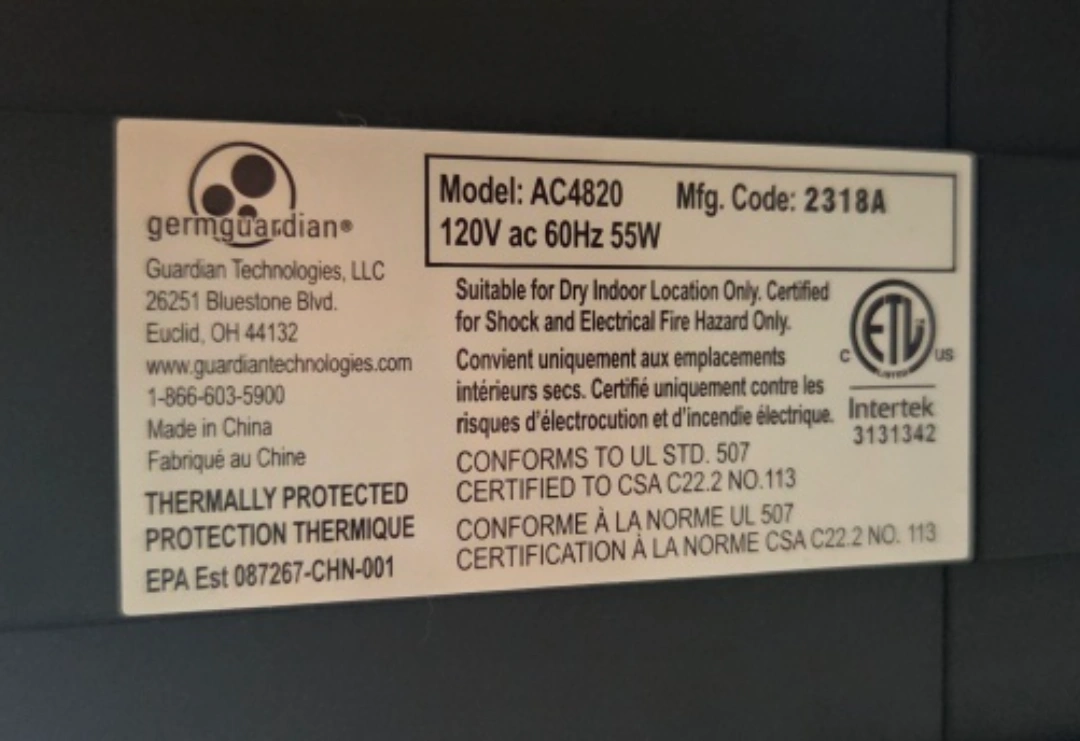 germguardian®
Guardian Technologies, LLC
26251 Bluestone Blvd.
Euclid, OH 44132
www.guardiantechnologies.com
1-866-603-5900
Made in China
Fabriqué au Chine
THERMALLY PROTECTED
PROTECTION THERMIQUE
EPA Est 087267-CHN-001
Model: AC4820 Mfg. Code: 2318A
120V ac 60Hz 55W
Suitable for Dry Indoor Location Only. Certified
for Shock and Electrical Fire Hazard Only.
Convient uniquement aux emplacements
intérieurs secs. Certifié uniquement contre les
risques d'électrocution et d'incendie électrique.
CONFORMS TO UL STD. 507
CERTIFIED TO CSA C22.2 NO.113
CONFORME À LA NORME UL 507
CERTIFICATION À LA NORME CSA C22.2 NO. 113
ETL
C US
LISTED
Intertek
3131342